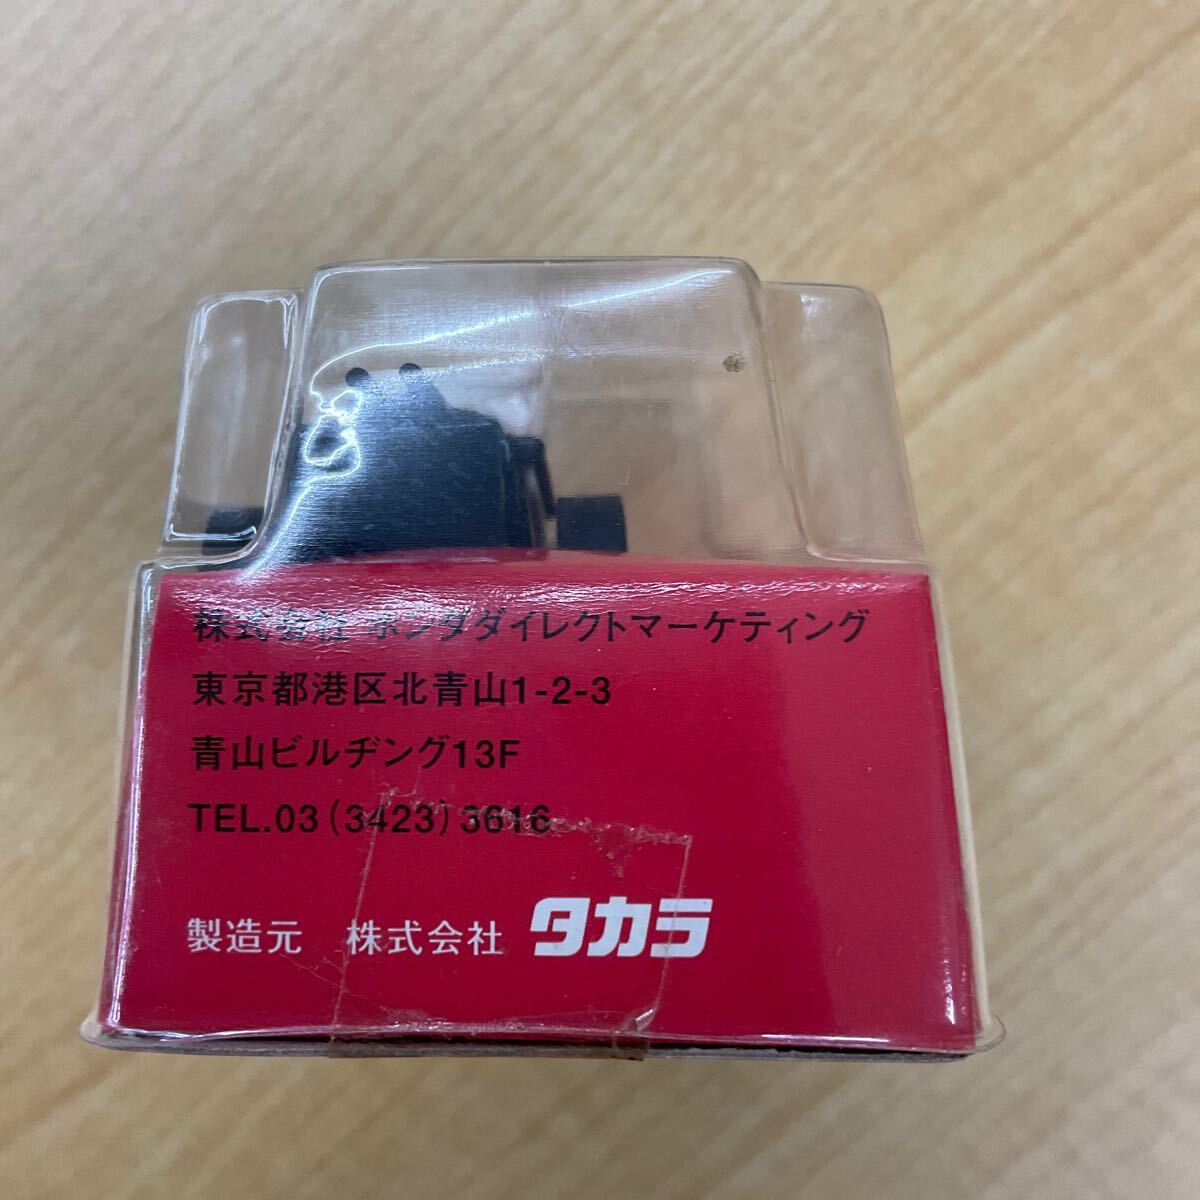 株式会社 ホンダダイレクトマーケティング
東京都港区北青山1-2-3
青山ビルヂング13F
TEL.03(3423)3616
製造元 株式会社 タカラ